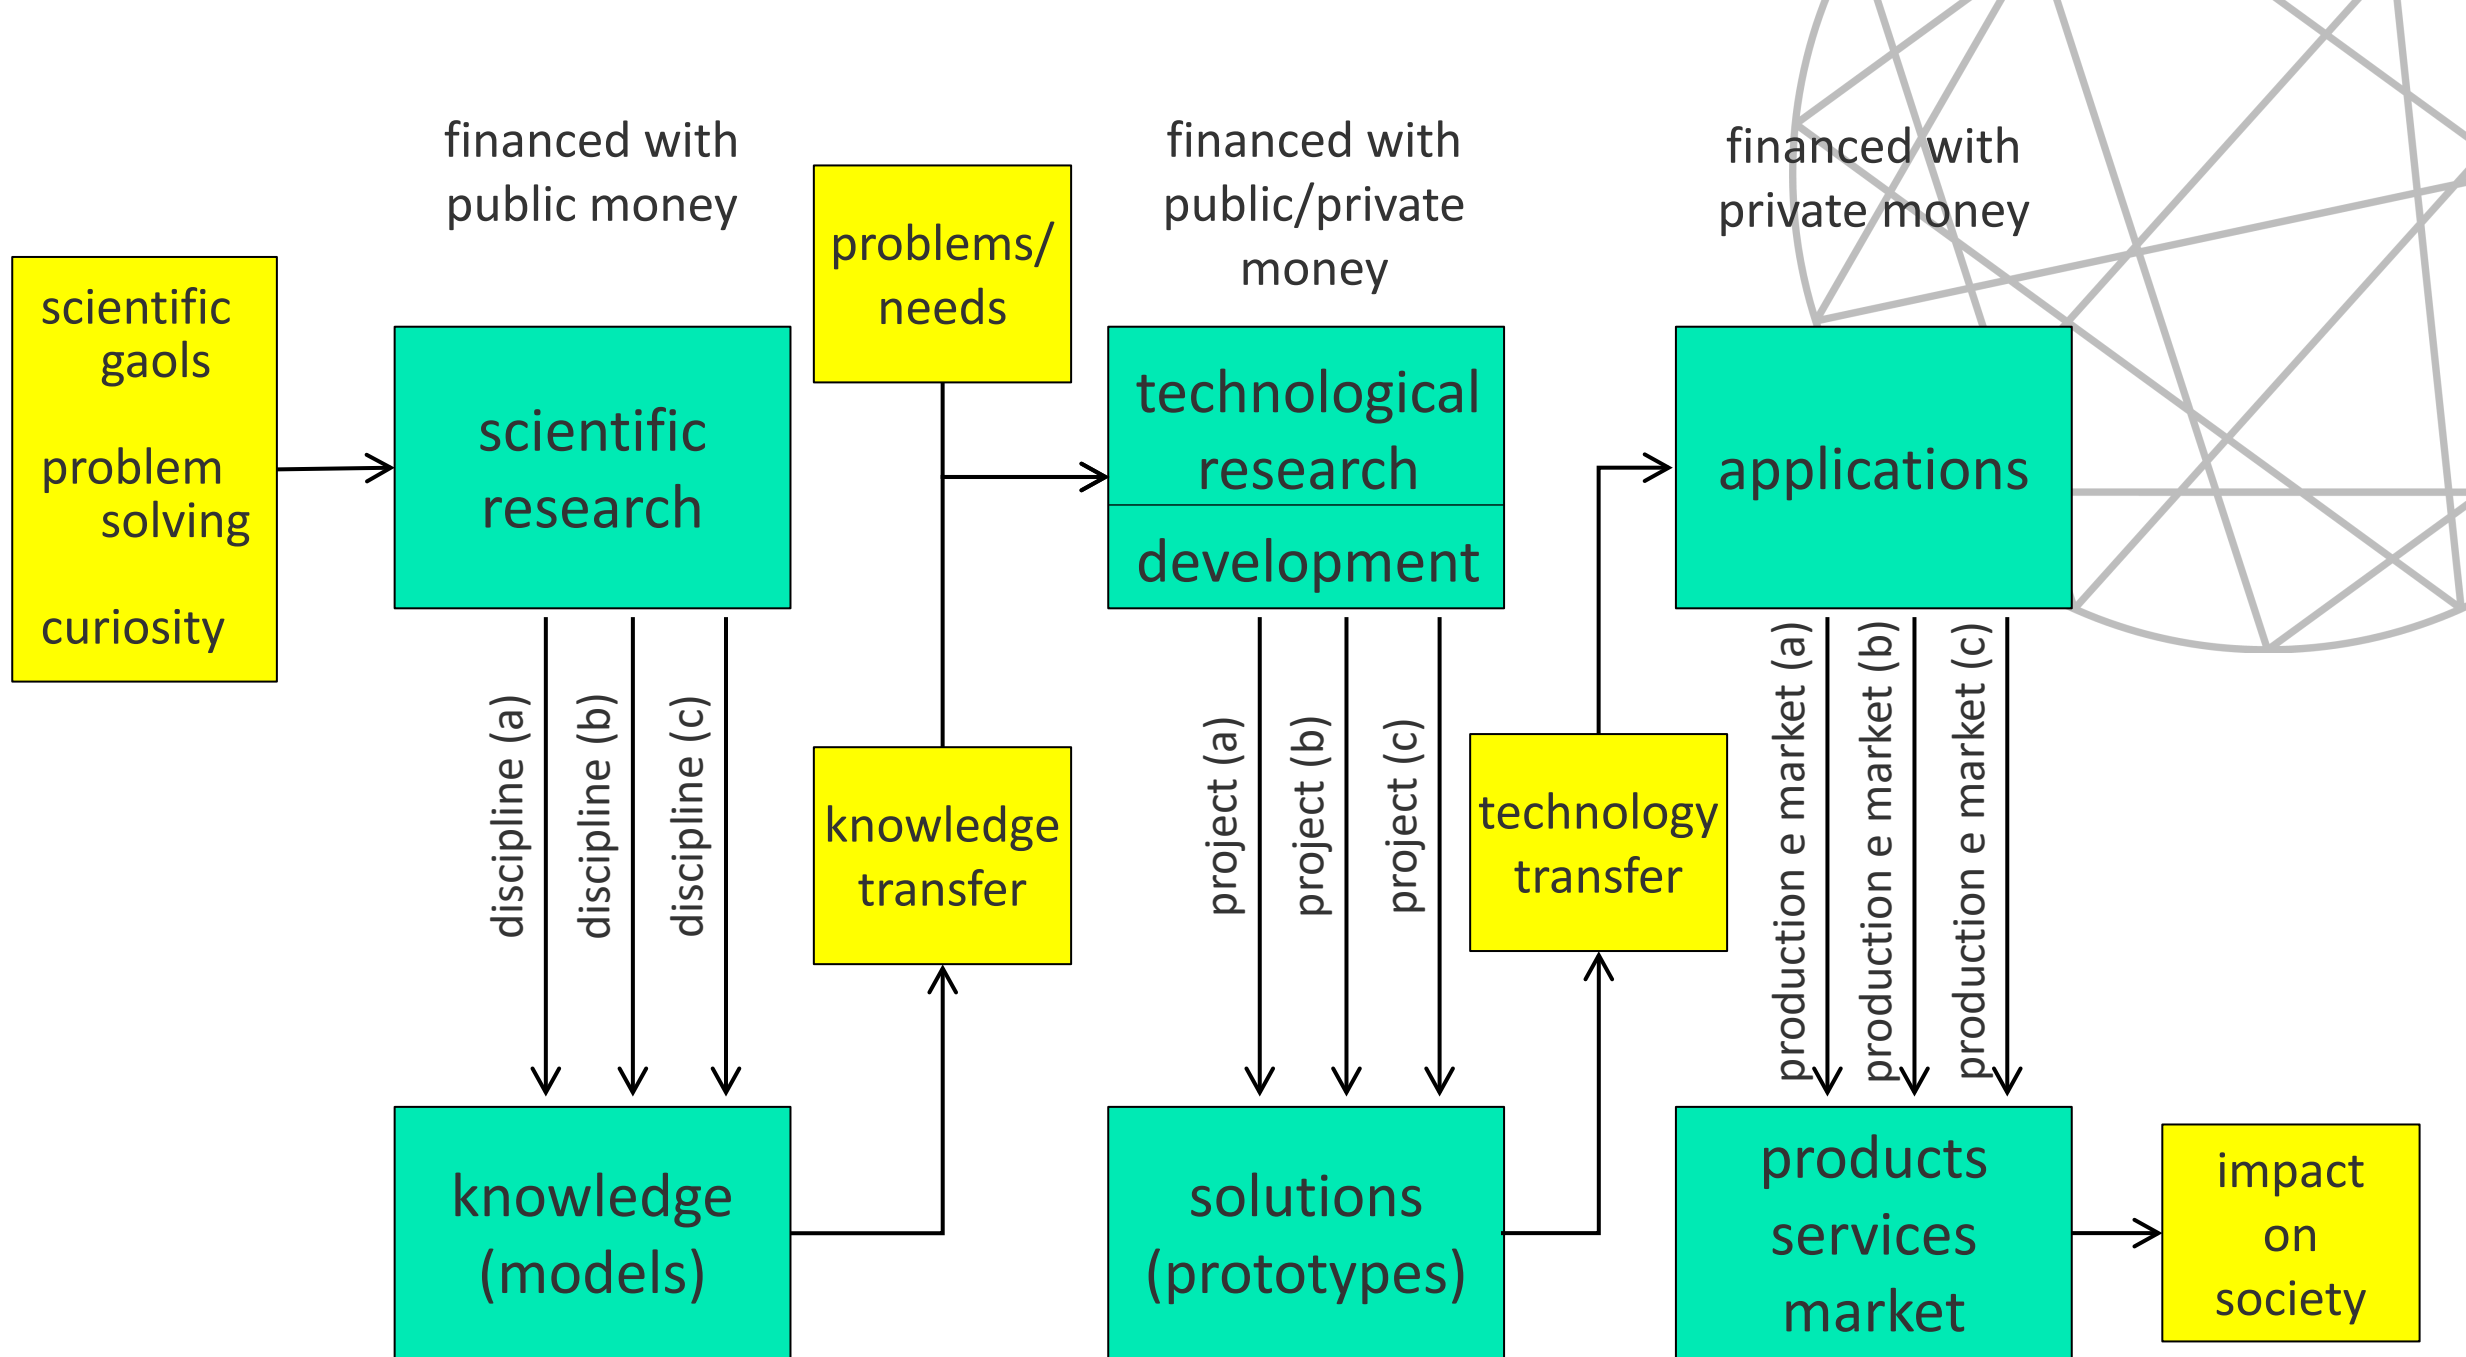 financed with
public money
financed with
public/private
money
financed with
private money
scientific
gaols
problem
solving
curiosity
scientific
research
problems/
needs
technological
research
development
applications
discipline (a)
discipline (b)
discipline (c)
knowledge
transfer
project (a)
project (b)
project (c)
technology
transfer
production e market (a)
production e market (b)
production e market (c)
knowledge
(models)
solutions
(prototypes)
products
services
market
impact
on
society